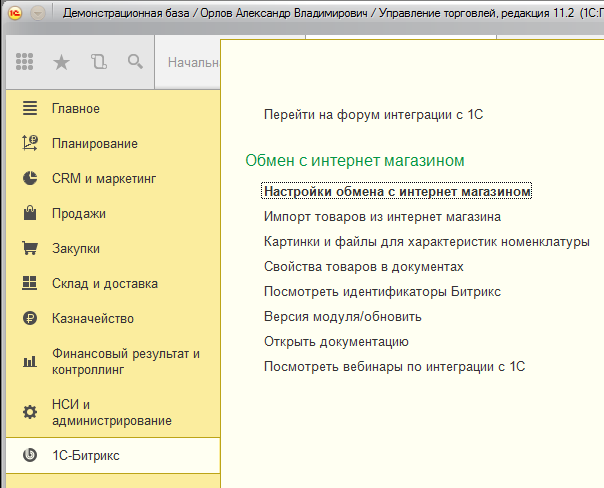 Демонстрационная база / Орлов Александр Владимирович / Управление торговлей, редакция 11.2 (1С:П
Начальна
Главное
Планирование
CRM и маркетинг
Продажи
Закупки
Склад и доставка
Казначейство
Финансовый результат и
контроллинг
НСИ и
администрирование
1С-Битрикс
Перейти на форум интеграции с 1С
Обмен с интернет магазином
Настройки обмена с интернет магазином
Импорт товаров из интернет магазина
Картинки и файлы для характеристик номенклатуры
Свойства товаров в документах
Посмотреть идентификаторы Битрикс
Версия модуля/обновить
Открыть документацию
Посмотреть вебинары по интеграции с 1С